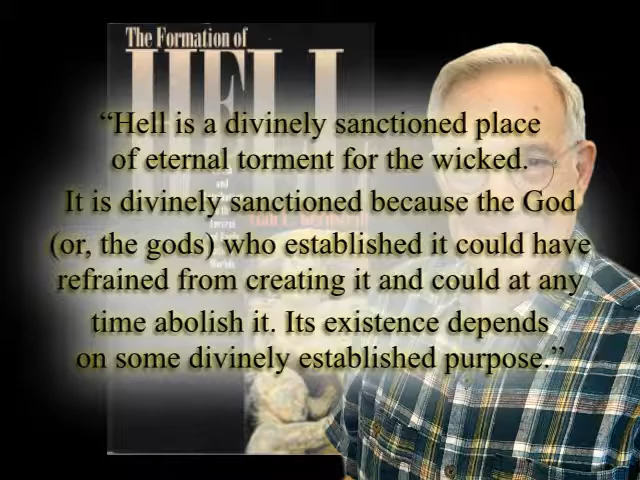 The Formation of
HELL
“Hell is a divinely sanctioned place
of eternal torment for the wicked.
It is divinely sanctioned because the God
(or, the gods) who established it could have
refrained from creating it and could at any
time abolish it. Its existence depends
on some divinely established purpose.”